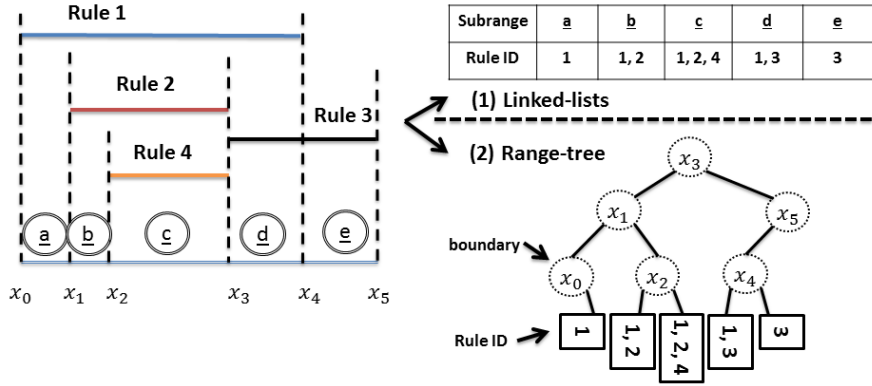 Rule 1
Rule 2
Rule 3
Rule 4
a b c d e
x₀ x₁ x₂ x₃ x₄ x₅
Subrange a b c d e
Rule ID 1 1, 2 1, 2, 4 1, 3 3
(1) Linked-lists
(2) Range-tree
x₃
x₁ x₅
boundary
x₀ x₂ x₄
Rule ID 1 1, 2 1, 2, 4 1, 3 3